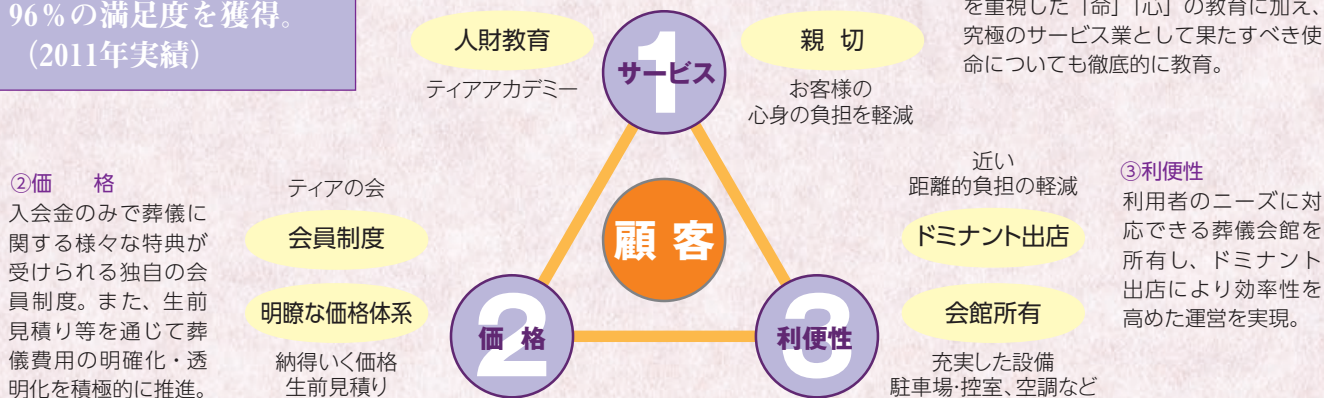 96％の満足度を獲得。
（2011年実績）
人財教育
ティアアカデミー
1
サービス
親 切
お客様の
心身の負担を軽減
を重視した「命」「心」の教育に加え、
究極のサービス業として果たすべき使
命についても徹底的に教育。
②価　　格
入会金のみで葬儀に
関する様々な特典が
受けられる独自の会
員制度。また、生前
見積り等を通じて葬
儀費用の明確化・透
明化を積極的に推進。
ティアの会
会員制度
明瞭な価格体系
納得いく価格
生前見積り
2
価 格
顧 客
3
利便性
近い
距離的負担の軽減
ドミナント出店
会館所有
充実した設備
駐車場・控室、空調など
③利便性
利用者のニーズに対
応できる葬儀会館を
所有し、ドミナント
出店により効率性を
高めた運営を実現。